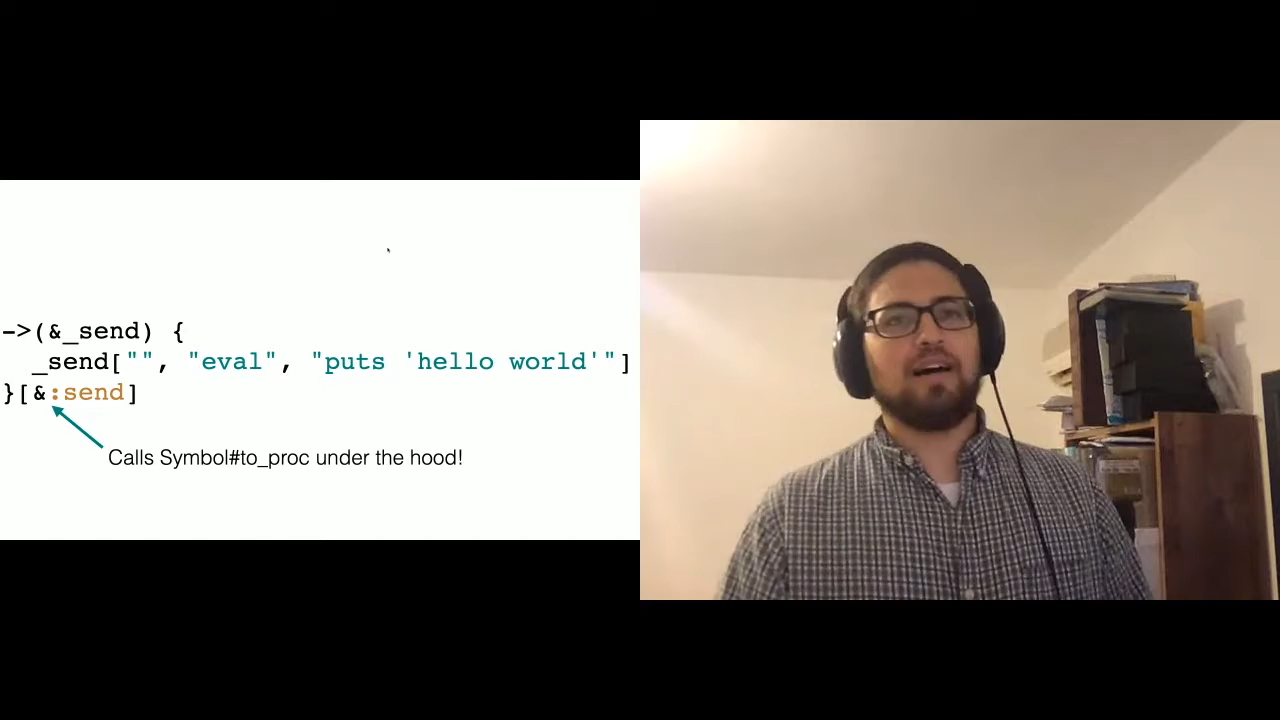 ->(&_send) {
  _send["", "eval", "puts 'hello world'"]
}[&:send]
Calls Symbol#to_proc under the hood!